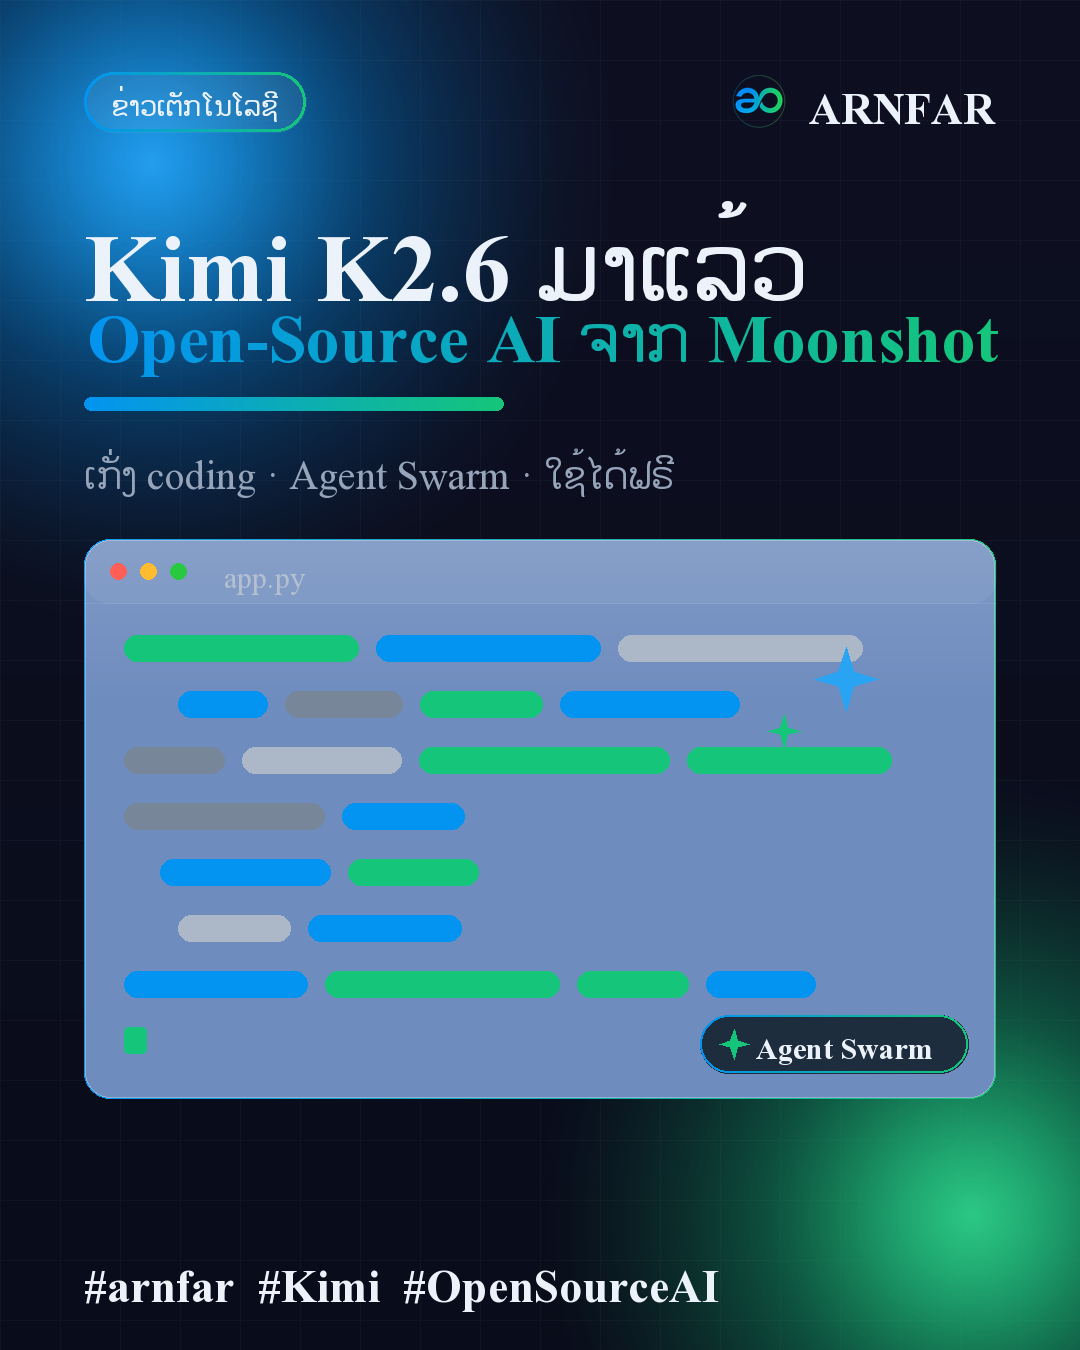 ຂ່າວເຕັກໂນໂລຊີ
ARNFAR
Kimi K2.6 ມາແລ້ວ
Open-Source AI ຈາກ Moonshot
ເກັ່ງ coding · Agent Swarm · ໃຊ້ໄດ້ຟຣີ
app.py
Agent Swarm
#arnfar #Kimi #OpenSourceAI